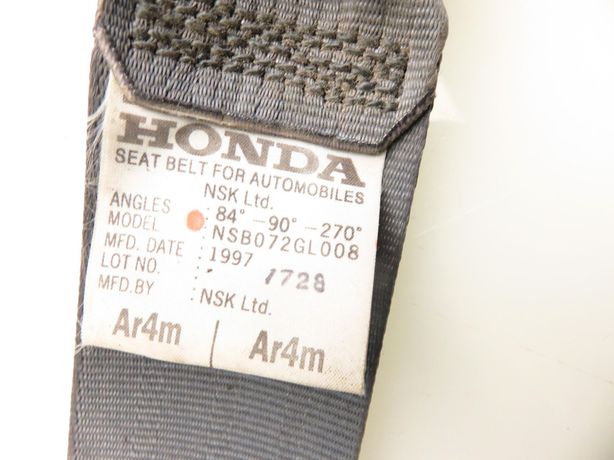 HONDA
SEAT BELT FOR AUTOMOBILES
NSK Ltd.
ANGLES : 84° -90° -270°
MODEL : NSB072GL008
MFD. DATE : 1997
LOT NO. : 1728
MFD.BY : NSK Ltd.
Ar4m | Ar4m